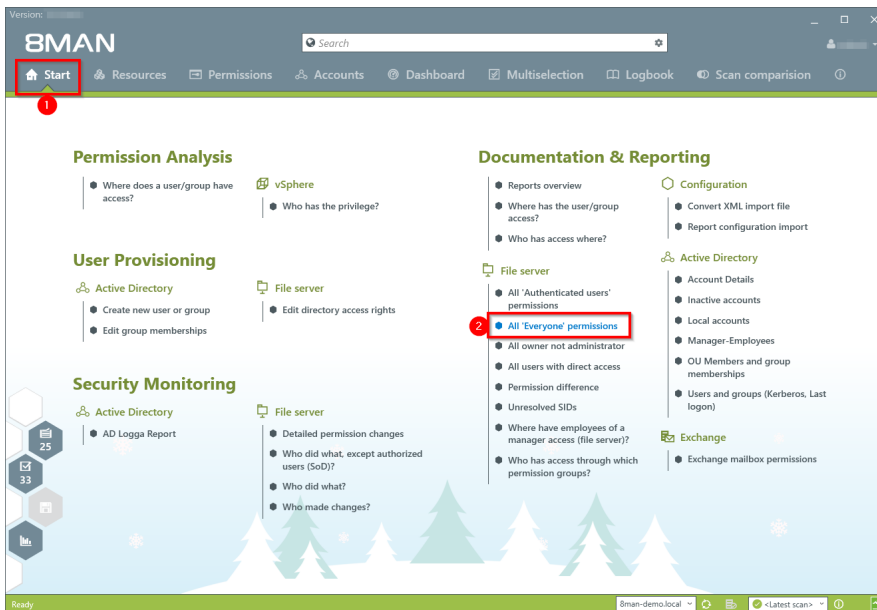 Version:
8MAN
Search
Start
Resources
Permissions
Accounts
Dashboard
Multiselection
Logbook
Scan comparision
1
Permission Analysis
Where does a user/group have
access?
vSphere
Who has the privilege?
User Provisioning
Active Directory
Create new user or group
Edit group memberships
File server
Edit directory access rights
Security Monitoring
Active Directory
AD Logga Report
File server
Detailed permission changes
Who did what, except authorized
users (SoD)?
Who did what?
Who made changes?
Documentation & Reporting
Reports overview
Where has the user/group
access?
Who has access where?
File server
All 'Authenticated users'
permissions
2
All 'Everyone' permissions
All owner not administrator
All users with direct access
Permission difference
Unresolved SIDs
Where have employees of a
manager access (file server)?
Who has access through which
permission groups?
Configuration
Convert XML import file
Report configuration import
Active Directory
Account Details
Inactive accounts
Local accounts
Manager-Employees
OU Members and group
memberships
Users and groups (Kerberos, Last
logon)
Exchange
Exchange mailbox permissions
25
33
Ready
8man-demo.local
<Latest scan>